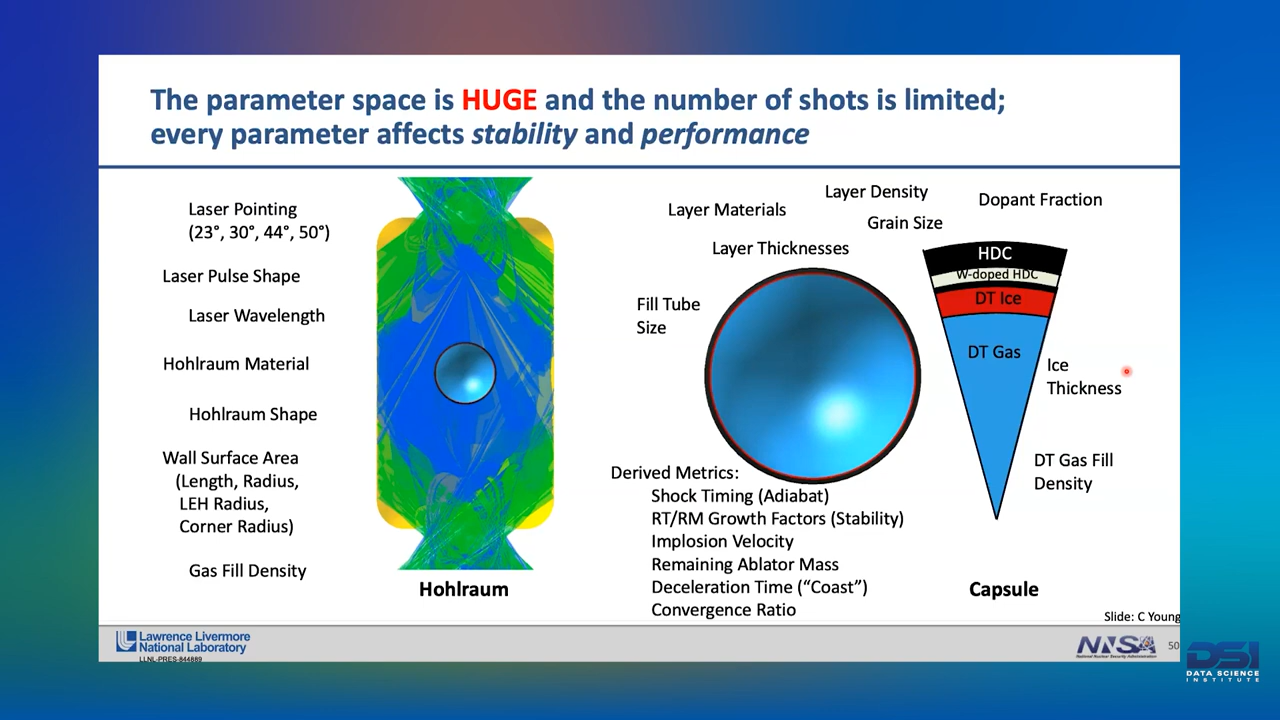 The parameter space is HUGE and the number of shots is limited;
every parameter affects stability and performance
Laser Pointing
(23°, 30°, 44°, 50°)
Laser Pulse Shape
Laser Wavelength
Hohlraum Material
Hohlraum Shape
Wall Surface Area
(Length, Radius,
LEH Radius,
Corner Radius)
Gas Fill Density
Hohlraum
Layer Materials
Layer Density
Grain Size
Dopant Fraction
Layer Thicknesses
Fill Tube
Size
HDC
W-doped HDC
DT Ice
DT Gas
Ice
Thickness
DT Gas Fill
Density
Derived Metrics:
Shock Timing (Adiabat)
RT/RM Growth Factors (Stability)
Implosion Velocity
Remaining Ablator Mass
Deceleration Time (“Coast”)
Convergence Ratio
Capsule
Slide: C Young
Lawrence Livermore
National Laboratory
LLNL-PRES-844889
NNSA
National Nuclear Security Administration
50
DSI
DATA SCIENCE
INSTITUTE